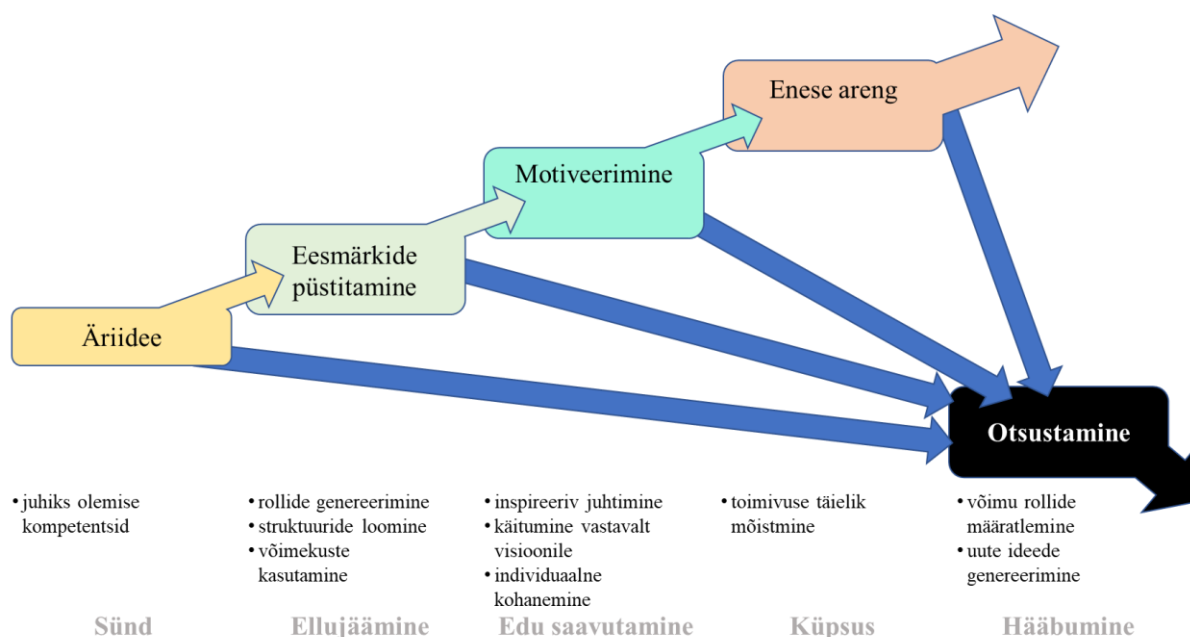 Enese areng
Motiveerimine
Eesmärkide
püstitamine
Äriidee
Otsustamine
• juhiks olemise
kompetentsid
• rollide genereerimine
• struktuuride loomine
• võimekuste
kasutamine
• inspireeriv juhtimine
• käitumine vastavalt
visioonile
• individuaalne
kohanemine
• toimivuse täielik
mõistmine
• võimu rollide
määratlemine
• uute ideede
genereerimine
Sünd
Ellujäämine
Edu saavutamine
Küpsus
Hääbumine